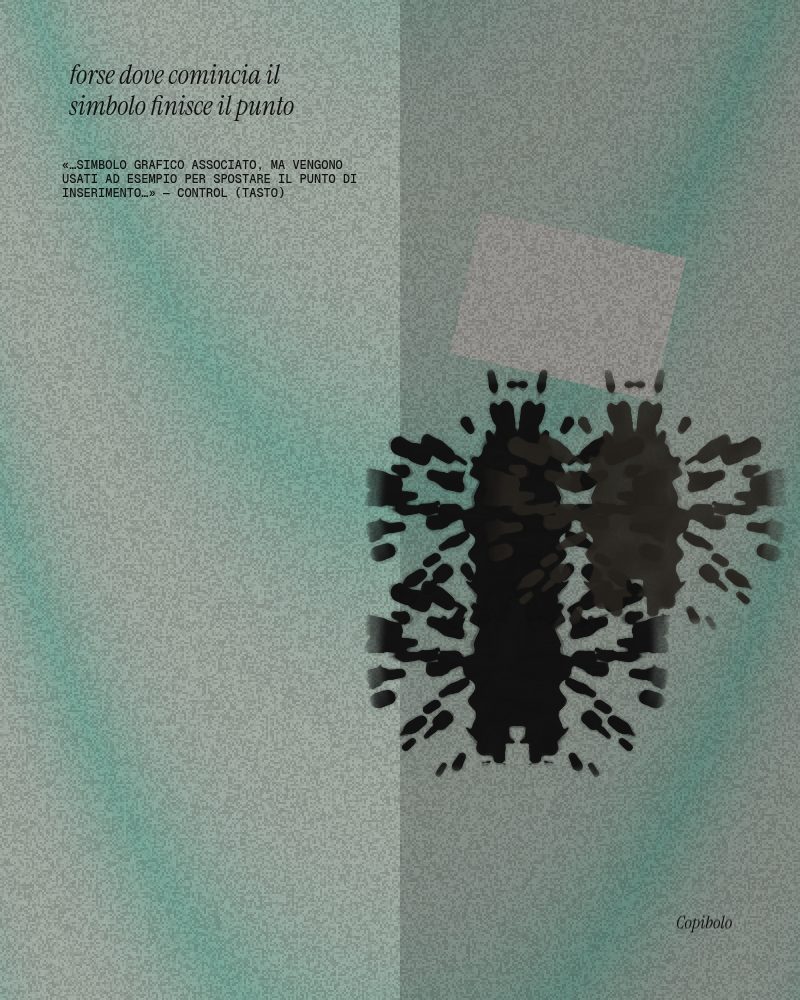 forse dove comincia il
simbolo finisce il punto
«…SIMBOLO GRAFICO ASSOCIATO, MA VENGONO
USATI AD ESEMPIO PER SPOSTARE IL PUNTO DI
INSERIMENTO…» — CONTROL (TASTO)
Copibolo